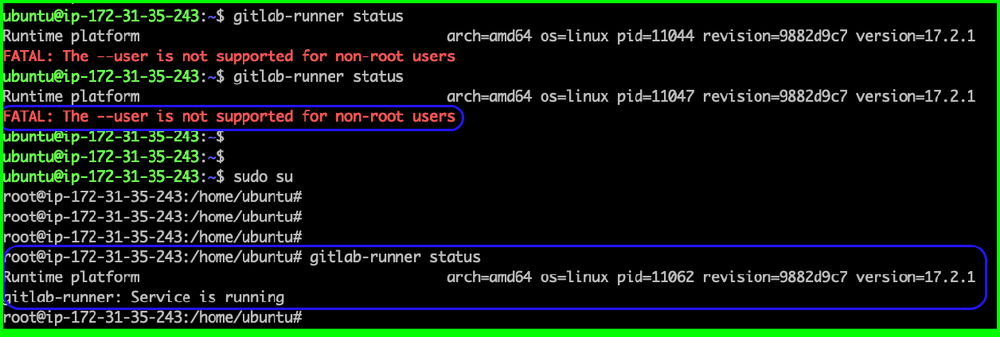 ubuntu@ip-172-31-35-243:~$ gitlab-runner status
Runtime platform arch=amd64 os=linux pid=11044 revision=9882d9c7 version=17.2.1
FATAL: The --user is not supported for non-root users
ubuntu@ip-172-31-35-243:~$ gitlab-runner status
Runtime platform arch=amd64 os=linux pid=11047 revision=9882d9c7 version=17.2.1
FATAL: The --user is not supported for non-root users
ubuntu@ip-172-31-35-243:~$
ubuntu@ip-172-31-35-243:~$
ubuntu@ip-172-31-35-243:~$ sudo su
root@ip-172-31-35-243:/home/ubuntu#
root@ip-172-31-35-243:/home/ubuntu#
root@ip-172-31-35-243:/home/ubuntu#
root@ip-172-31-35-243:/home/ubuntu# gitlab-runner status
Runtime platform arch=amd64 os=linux pid=11062 revision=9882d9c7 version=17.2.1
gitlab-runner: Service is running
root@ip-172-31-35-243:/home/ubuntu#